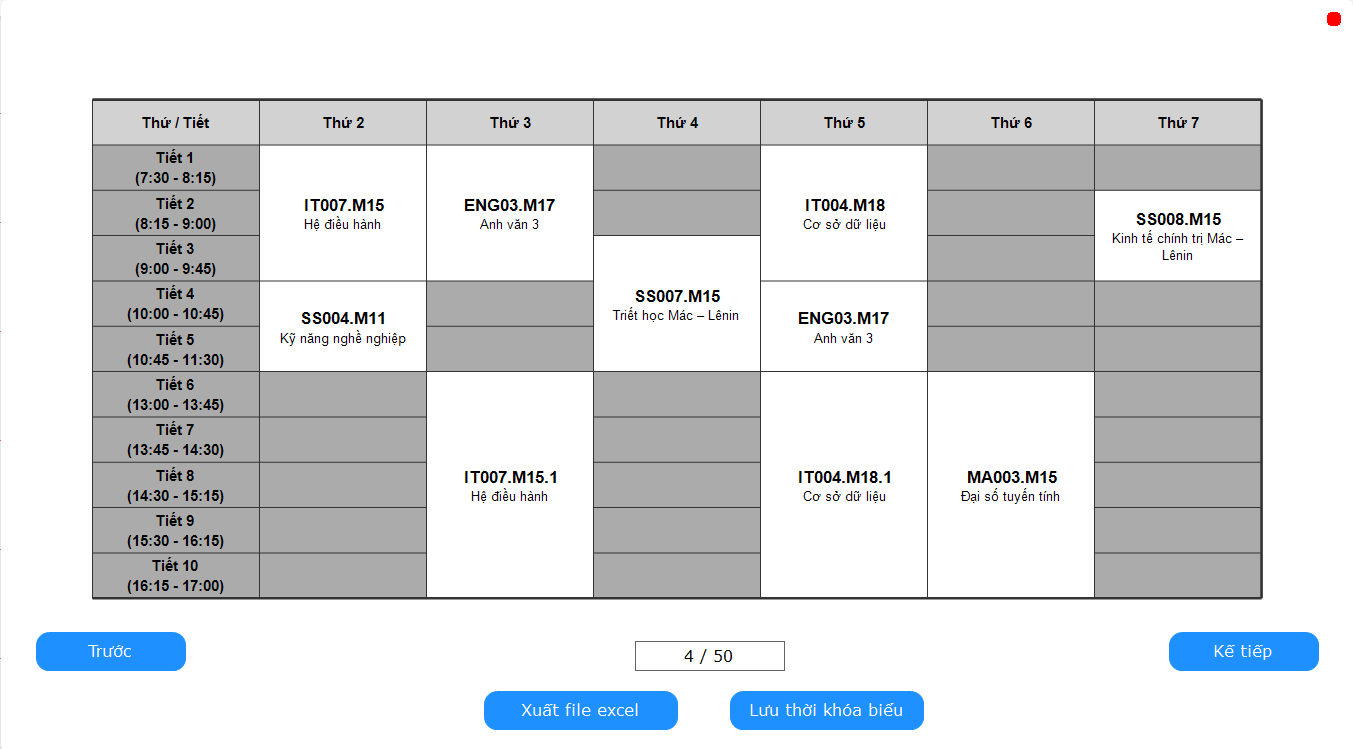 Thứ / Tiết Thứ 2 Thứ 3 Thứ 4 Thứ 5 Thứ 6 Thứ 7
Tiết 1
(7:30 - 8:15)
Tiết 2
(8:15 - 9:00)
Tiết 3
(9:00 - 9:45)
Tiết 4
(10:00 - 10:45)
Tiết 5
(10:45 - 11:30)
Tiết 6
(13:00 - 13:45)
Tiết 7
(13:45 - 14:30)
Tiết 8
(14:30 - 15:15)
Tiết 9
(15:30 - 16:15)
Tiết 10
(16:15 - 17:00)
IT007.M15
Hệ điều hành
SS004.M11
Kỹ năng nghề nghiệp
ENG03.M17
Anh văn 3
IT007.M15.1
Hệ điều hành
SS007.M15
Triết học Mác – Lênin
IT004.M18
Cơ sở dữ liệu
ENG03.M17
Anh văn 3
IT004.M18.1
Cơ sở dữ liệu
MA003.M15
Đại số tuyến tính
SS008.M15
Kinh tế chính trị Mác –
Lênin
Trước
4 / 50
Kế tiếp
Xuất file excel
Lưu thời khóa biểu